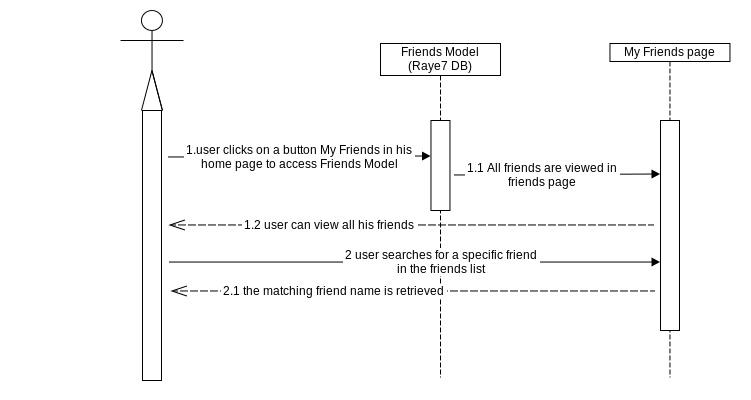 Friends Model
(Raye7 DB)
My Friends page
1.user clicks on a button My Friends in his
home page to access Friends Model
1.1 All friends are viewed in
friends page
1.2 user can view all his friends
2 user searches for a specific friend
in the friends list
2.1 the matching friend name is retrieved